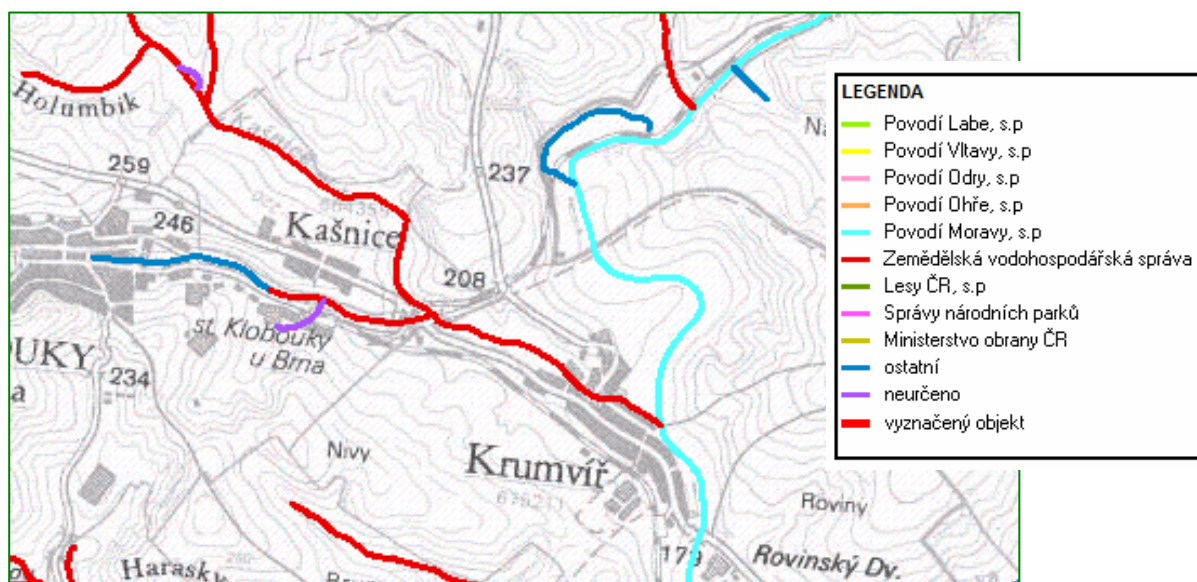 Holumbik
259
246
Kašnice
237
208
st. Klobouky
u Brna
OUKY
a
234
Nivy
Krumvíř
Roviny
179
Rovinský Dv.
Harasky
LEGENDA
Povodí Labe, s.p
Povodí Vltavy, s.p
Povodí Odry, s.p
Povodí Ohře, s.p
Povodí Moravy, s.p
Zemědělská vodohospodářská správa
Lesy ČR, s.p
Správy národních parků
Ministerstvo obrany ČR
ostatní
neurčeno
vyznačený objekt